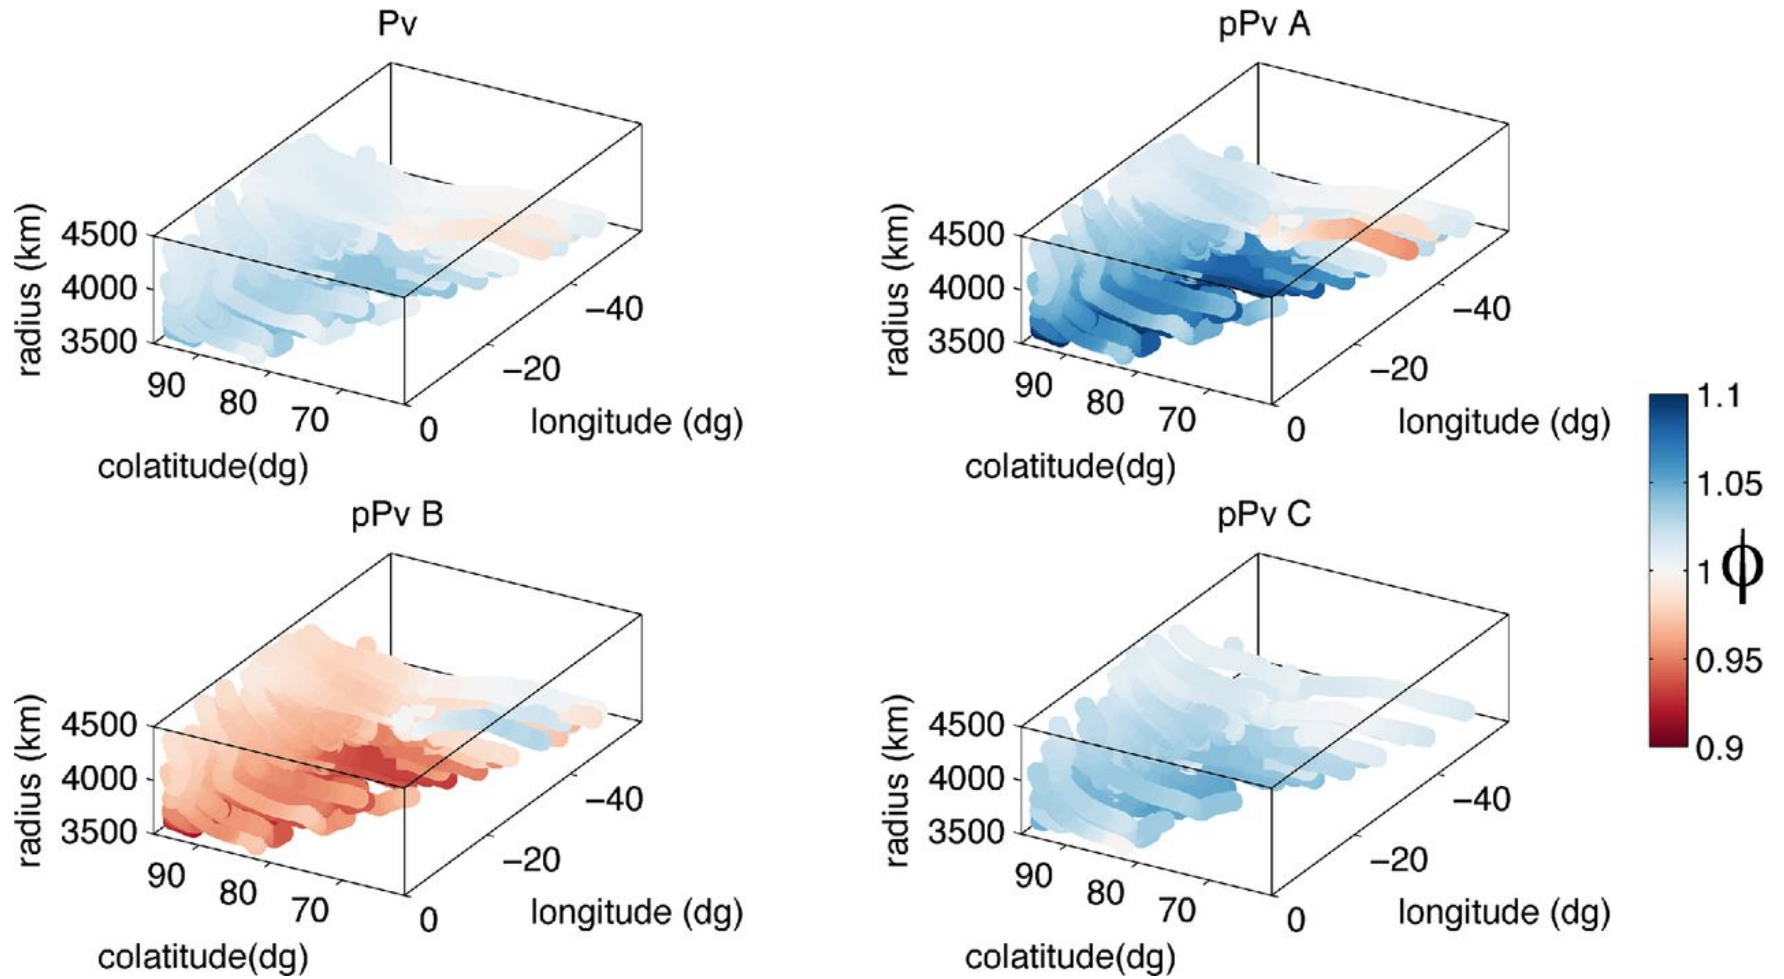 Pv
4500
4000
3500
radius (km)
90
80
70
0
−20
−40
longitude (dg)
colatitude(dg)
pPv A
4500
4000
3500
radius (km)
90
80
70
0
−20
−40
longitude (dg)
colatitude(dg)
1.1
1.05
1
0.95
0.9
ϕ
pPv B
4500
4000
3500
radius (km)
90
80
70
0
−20
−40
longitude (dg)
colatitude(dg)
pPv C
4500
4000
3500
radius (km)
90
80
70
0
−20
−40
longitude (dg)
colatitude(dg)